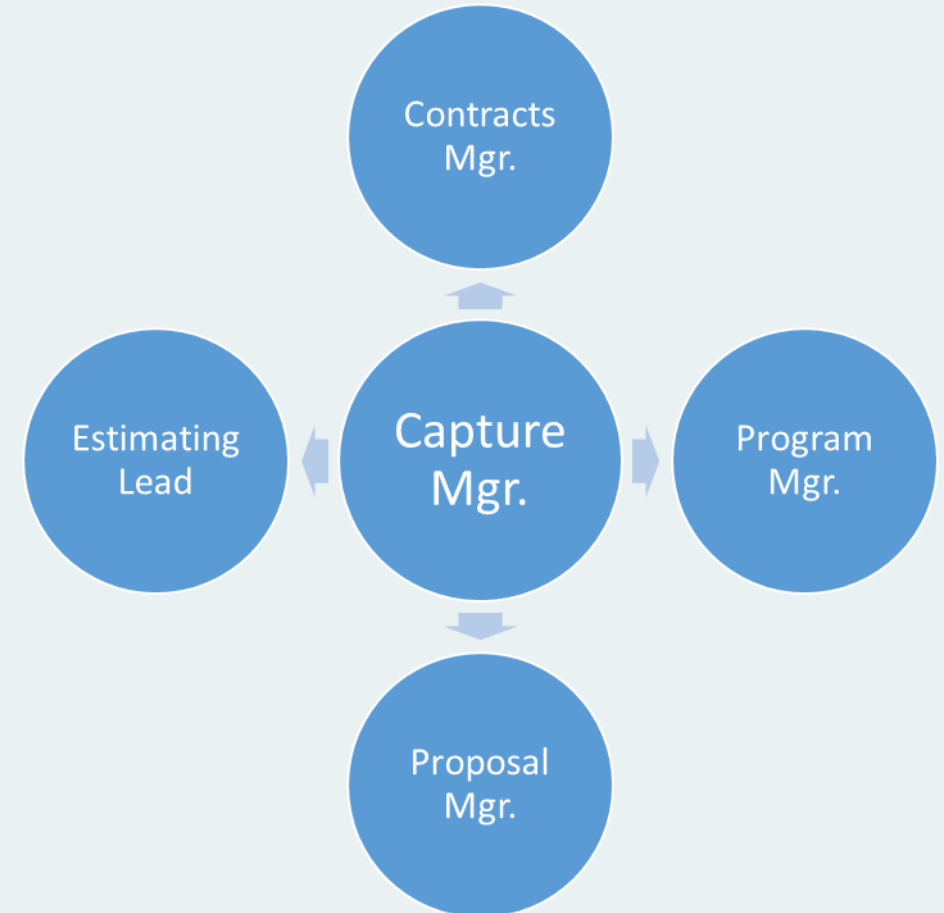 Contracts
Mgr.
Estimating
Lead
Capture
Mgr.
Program
Mgr.
Proposal
Mgr.